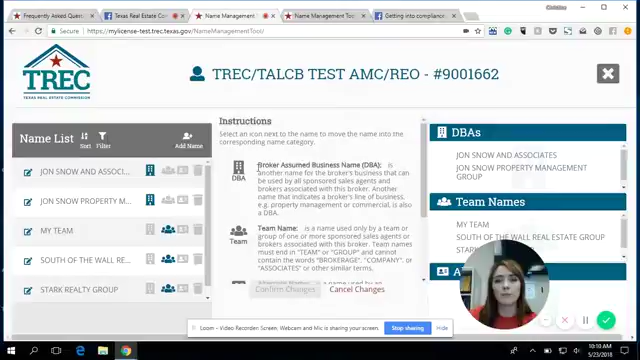 Frequently Asked Quest
Texas Real Estate Com
Name Management Tool
Name Management Tool
Getting into complianc
Christine
Secure
https://mylicense-test.trec.texas.gov/NameManagementTool/
TREC
TEXAS REAL ESTATE COMMISSION
TREC/TALCB TEST AMC/REO - #9001662
Name List
Sort
Filter
Add Name
JON SNOW AND ASSOCI...
JON SNOW PROPERTY M...
MY TEAM
SOUTH OF THE WALL RE...
STARK REALTY GROUP
Instructions
Select an icon next to the name to move the name into the
corresponding name category.
DBA
Broker Assumed Business Name (DBA): is
another name for the broker's business that can
be used by all sponsored sales agents and
brokers associated with this broker. Another
name that indicates a broker's line of business,
e.g. property management or commercial, is also
a DBA.
Team
Team Name: is a name used only by a team or
group of one or more sponsored sales agents or
brokers associated with this broker. Team names
must end in "TEAM" or "GROUP" and cannot
contain the words "BROKERAGE", "COMPANY", or
"ASSOCIATES" or other similar terms.
Confirm Changes
Cancel Changes
DBAs
JON SNOW AND ASSOCIATES
JON SNOW PROPERTY MANAGEMENT
GROUP
Team Names
MY TEAM
SOUTH OF THE WALL REAL ESTATE GROUP
STARK
A
Loom - Video Recorder: Screen, Webcam and Mic is sharing your screen.
Stop sharing
Hide
10:10 AM
5/23/2018